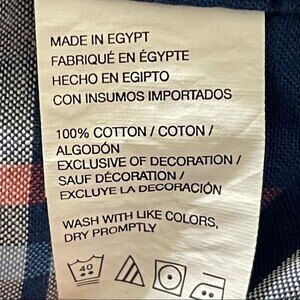 MADE IN EGYPT
FABRIQUÉ EN ÉGYPTE
HECHO EN EGIPTO
CON INSUMOS IMPORTADOS
100% COTTON / COTON /
ALGODÓN
EXCLUSIVE OF DECORATION /
SAUF DÉCORATION /
EXCLUYE LA DECORACIÓN
WASH WITH LIKE COLORS,
DRY PROMPTLY
40